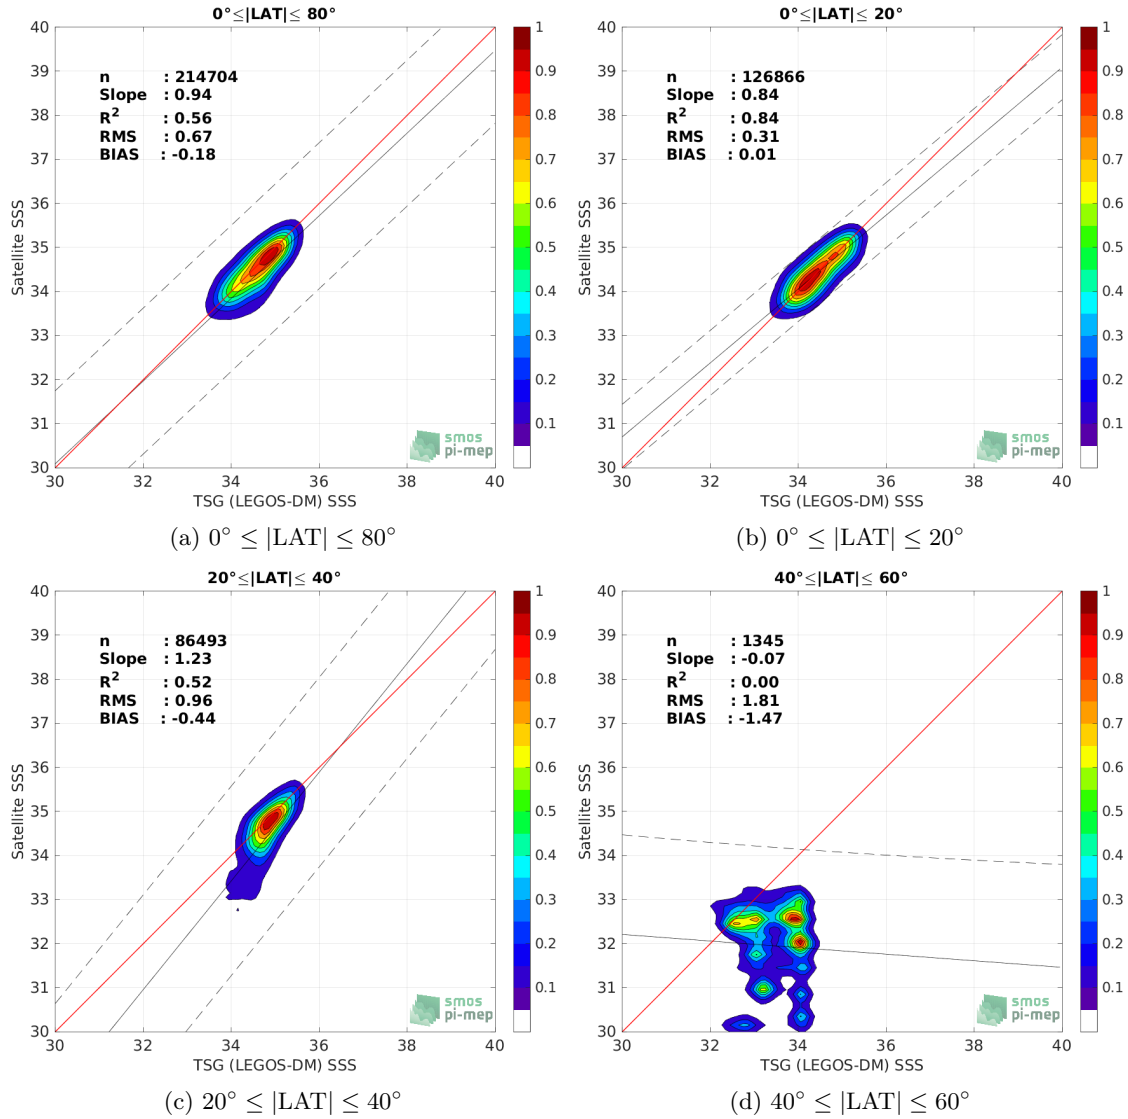 0°≤|LAT|≤ 80°
n : 214704
Slope : 0.94
R² : 0.56
RMS : 0.67
BIAS : -0.18
40
39
38
37
36
35
34
33
32
31
30
30 32 34 36 38 40
Satellite SSS
TSG (LEGOS-DM) SSS
smos
pi-mep
1
0.9
0.8
0.7
0.6
0.5
0.4
0.3
0.2
0.1
(a) 0° ≤ |LAT| ≤ 80°
0°≤|LAT|≤ 20°
n : 126866
Slope : 0.84
R² : 0.84
RMS : 0.31
BIAS : 0.01
40
39
38
37
36
35
34
33
32
31
30
30 32 34 36 38 40
Satellite SSS
TSG (LEGOS-DM) SSS
smos
pi-mep
1
0.9
0.8
0.7
0.6
0.5
0.4
0.3
0.2
0.1
(b) 0° ≤ |LAT| ≤ 20°
20°≤|LAT|≤ 40°
n : 86493
Slope : 1.23
R² : 0.52
RMS : 0.96
BIAS : -0.44
40
39
38
37
36
35
34
33
32
31
30
30 32 34 36 38 40
Satellite SSS
TSG (LEGOS-DM) SSS
smos
pi-mep
1
0.9
0.8
0.7
0.6
0.5
0.4
0.3
0.2
0.1
(c) 20° ≤ |LAT| ≤ 40°
40°≤|LAT|≤ 60°
n : 1345
Slope : -0.07
R² : 0.00
RMS : 1.81
BIAS : -1.47
40
39
38
37
36
35
34
33
32
31
30
30 32 34 36 38 40
Satellite SSS
TSG (LEGOS-DM) SSS
smos
pi-mep
1
0.9
0.8
0.7
0.6
0.5
0.4
0.3
0.2
0.1
(d) 40° ≤ |LAT| ≤ 60°